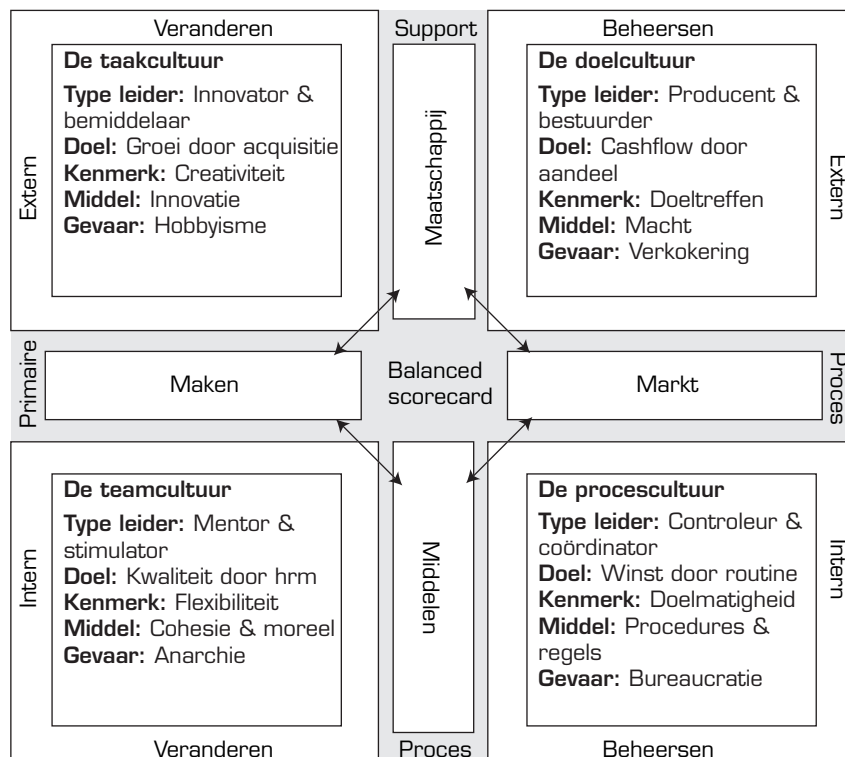 Veranderen
Support
Beheersen
Extern
De taakcultuur
Type leider: Innovator &
bemiddelaar
Doel: Groei door acquisitie
Kenmerk: Creativiteit
Middel: Innovatie
Gevaar: Hobbyisme
Maatschappij
De doelcultuur
Type leider: Producent &
bestuurder
Doel: Cashflow door
aandeel
Kenmerk: Doeltreffen
Middel: Macht
Gevaar: Verkokering
Extern
Primaire
Maken
Balanced
scorecard
Markt
Proces
Intern
De teamcultuur
Type leider: Mentor &
stimulator
Doel: Kwaliteit door hrm
Kenmerk: Flexibiliteit
Middel: Cohesie & moreel
Gevaar: Anarchie
Middelen
De procescultuur
Type leider: Controleur &
coördinator
Doel: Winst door routine
Kenmerk: Doelmatigheid
Middel: Procedures &
regels
Gevaar: Bureaucratie
Intern
Veranderen
Proces
Beheersen